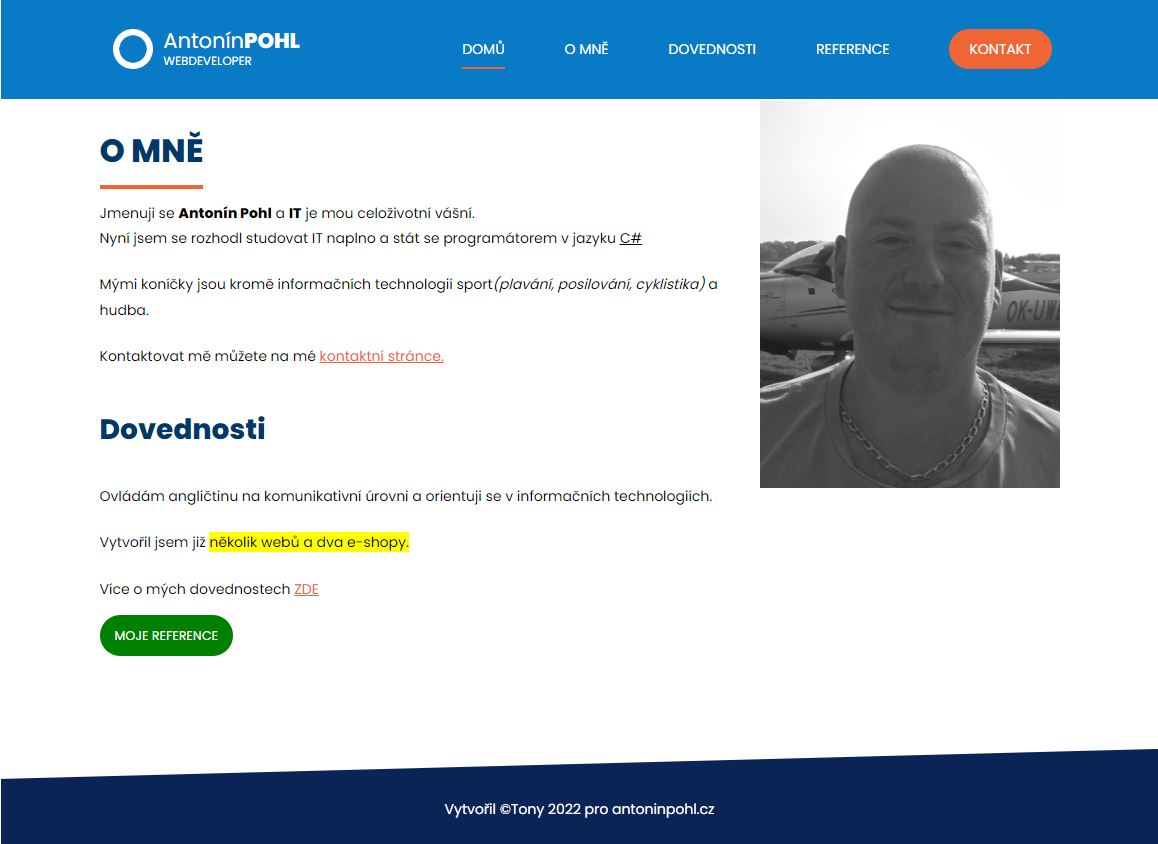 AntonínPOHL
WEBDEVELOPER
DOMŮ
O MNĚ
DOVEDNOSTI
REFERENCE
KONTAKT
O MNĚ
Jmenuji se Antonín Pohl a IT je mou celoživotní vášní.
Nyní jsem se rozhodl studovat IT naplno a stát se programátorem v jazyku C#
Mými koníčky jsou kromě informačních technologií sport(plavání, posilování, cyklistika) a
hudba.
Kontaktovat mě můžete na mé kontaktní stránce.
OK-UW
Dovednosti
Ovládám angličtinu na komunikativní úrovni a orientuji se v informačních technologiích.
Vytvořil jsem již několik webů a dva e-shopy.
Více o mých dovednostech ZDE
MOJE REFERENCE
Vytvořil ©Tony 2022 pro antoninpohl.cz